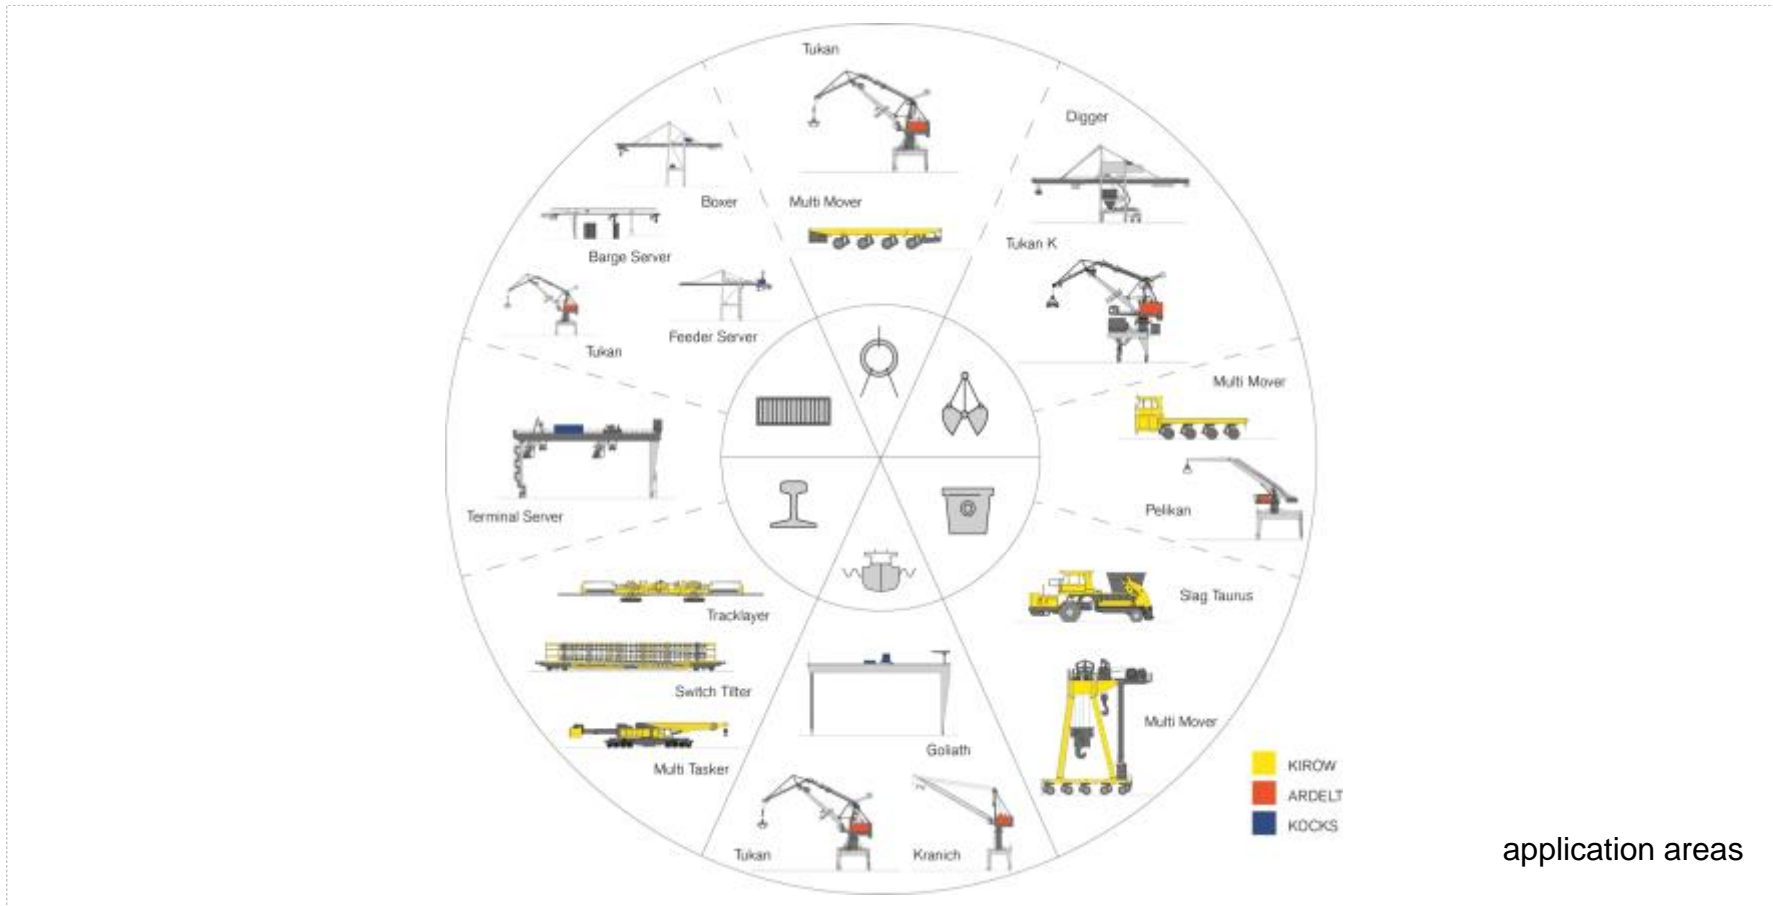 Tukan
Multi Mover
Digger
Tukan K
Boxer
Barge Server
Feeder Server
Tukan
Multi Mover
Pelikan
Terminal Server
Slag Taurus
Multi Mover
Tracklayer
Switch Tilter
Multi Tasker
Goliath
Tukan
Kranich
KIROW
ARDELT
KOCKS
application areas